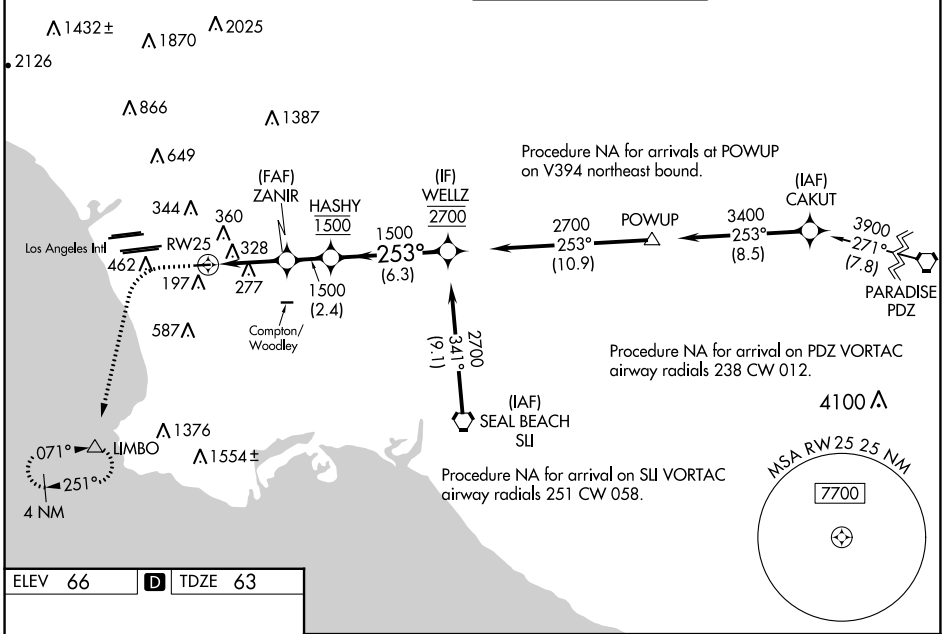 1432±
1870
2025
2126
866
1387
649
Procedure NA for arrivals at POWUP
on V394 northeast bound.
(FAF)
ZANIR
HASHY
1500
(IF)
WELLZ
2700
(IAF)
CAKUT
344
360
Los Angeles Intl
RW25
328
462
197
277
1500
253°
(6.3)
1500
(2.4)
2700
253°
(10.9)
POWUP
3400
253°
(8.5)
3900
271°
(7.8)
PARADISE
PDZ
Compton/
Woodley
587
2700
341°
(9.1)
Procedure NA for arrival on PDZ VORTAC
airway radials 238 CW 012.
4100
(IAF)
SEAL BEACH
SLI
1376
1554±
071°
LIMBO
251°
4 NM
Procedure NA for arrival on SLI VORTAC
airway radials 251 CW 058.
MSA RW25 25 NM
7700
ELEV 66
D
TDZE 63